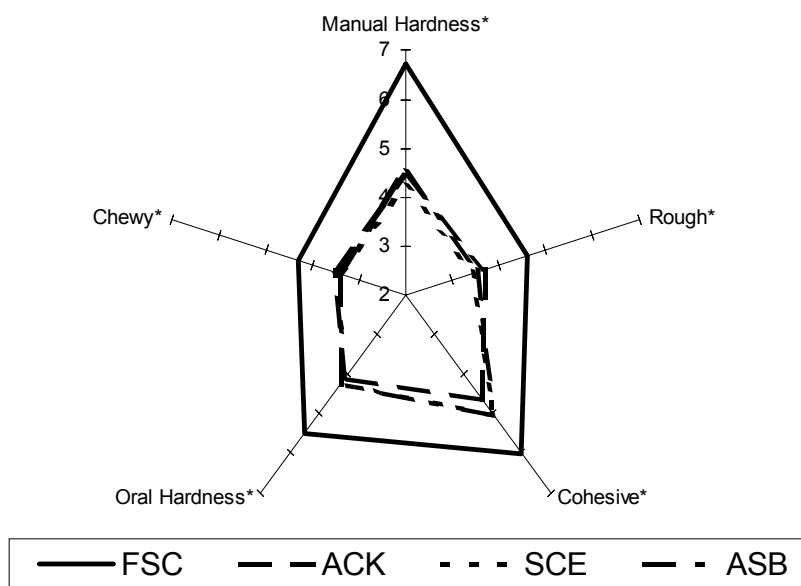 Manual Hardness*
7
6
5
4
3
2
Chewy*
Rough*
Oral Hardness*
Cohesive*
FSC ACK SCE ASB